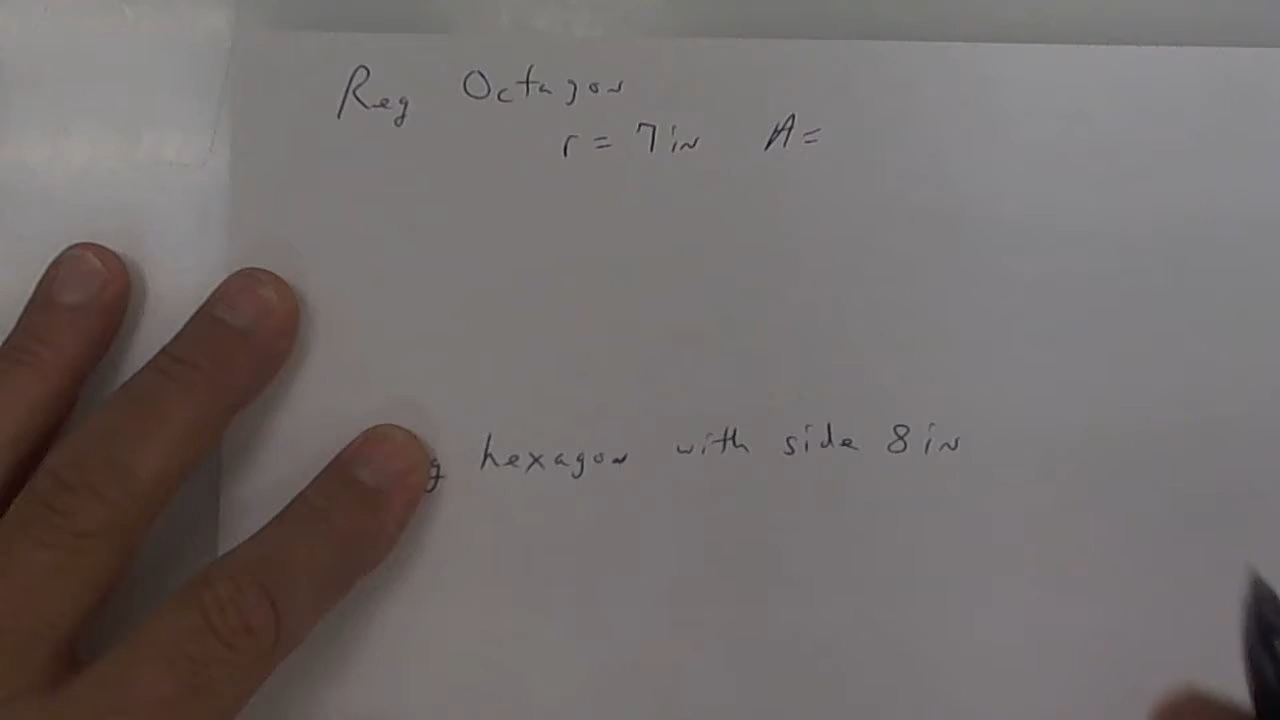 Reg Octagon
r = 7in A=
hexagon with side 8in